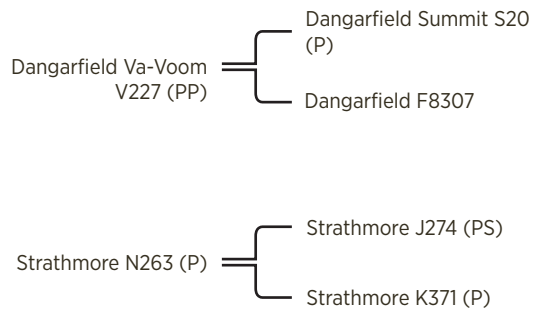 Dangarfield Summit S20
(P)
Dangarfield Va-Voom
V227 (PP)
Dangarfield F8307
Strathmore J274 (PS)
Strathmore N263 (P)
Strathmore K371 (P)